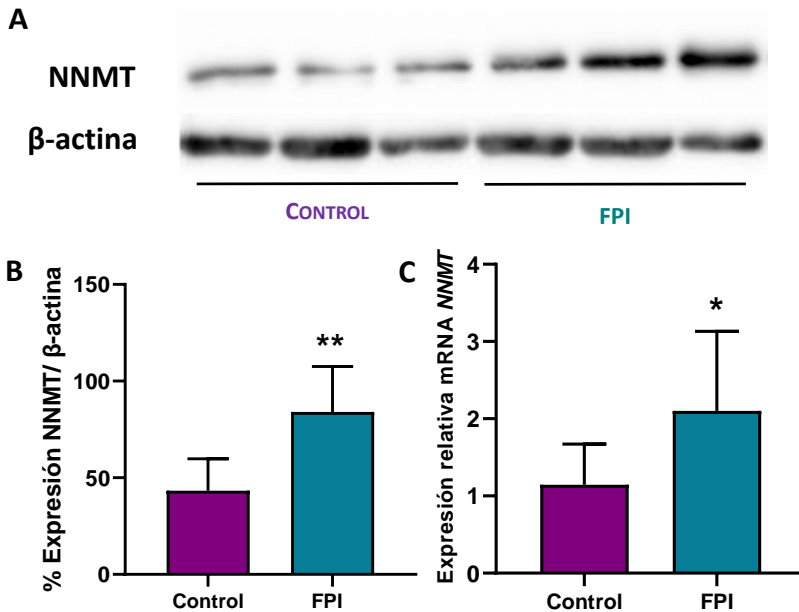 A
NNMT
β-actina
CONTROL
FPI
B
% Expresión NNMT/ β-actina
150
100
50
0
**
Control
FPI
C
Expresión relativa mRNA NNMT
4
3
2
1
0
*
Control
FPI